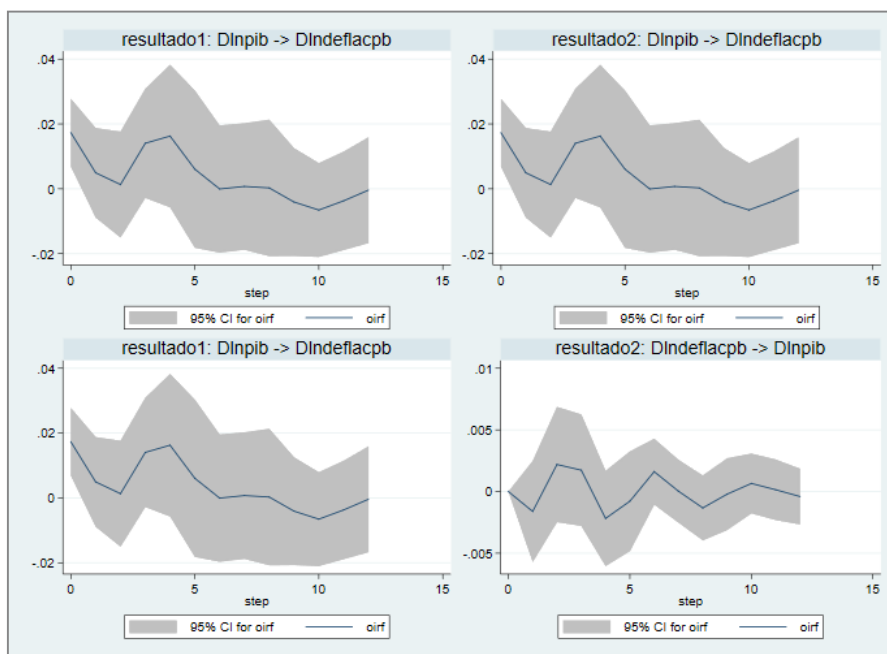 resultado1: Dlnpib -> Dlndeflacpb
.04
.02
0
-.02
0 5 10 15
step
95% CI for oirf oirf
resultado2: Dlnpib -> Dlndeflacpb
.04
.02
0
-.02
0 5 10 15
step
95% CI for oirf oirf
resultado1: Dlnpib -> Dlndeflacpb
.04
.02
0
-.02
0 5 10 15
step
95% CI for oirf oirf
resultado2: Dlndeflacpb -> Dlnpib
.01
.005
0
-.005
0 5 10 15
step
95% CI for oirf oirf